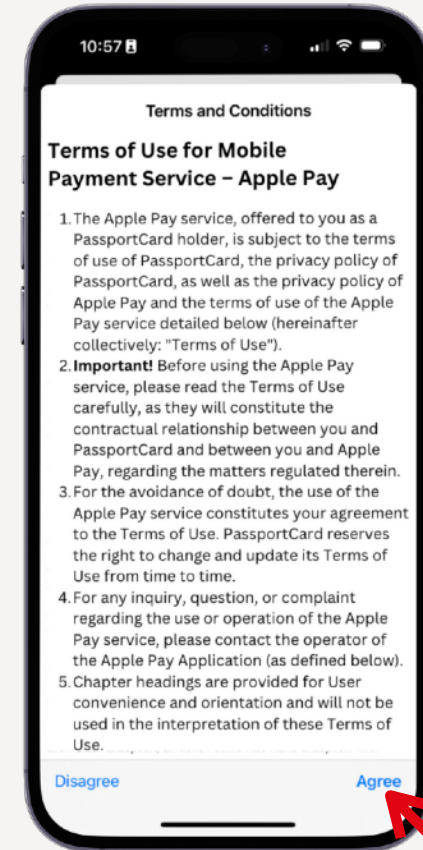 10:57
Terms and Conditions
Terms of Use for Mobile
Payment Service – Apple Pay
1. The Apple Pay service, offered to you as a
PassportCard holder, is subject to the terms
of use of PassportCard, the privacy policy of
PassportCard, as well as the privacy policy of
Apple Pay and the terms of use of the Apple
Pay service detailed below (hereinafter
collectively: "Terms of Use").
2. Important! Before using the Apple Pay
service, please read the Terms of Use
carefully, as they will constitute the
contractual relationship between you and
PassportCard and between you and Apple
Pay, regarding the matters regulated therein.
3. For the avoidance of doubt, the use of the
Apple Pay service constitutes your agreement
to the Terms of Use. PassportCard reserves
the right to change and update its Terms of
Use from time to time.
4. For any inquiry, question, or complaint
regarding the use or operation of the Apple
Pay service, please contact the operator of
the Apple Pay Application (as defined below).
5. Chapter headings are provided for User
convenience and orientation and will not be
used in the interpretation of these Terms of
Use.
Disagree Agree